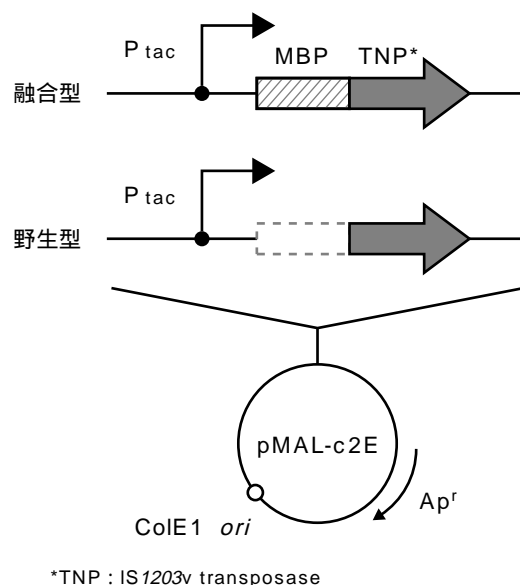 P tac
MBP TNP*
融合型
P tac
野生型
pMAL-c2E
Apr
ColE1 ori
*TNP : IS1203v transposase